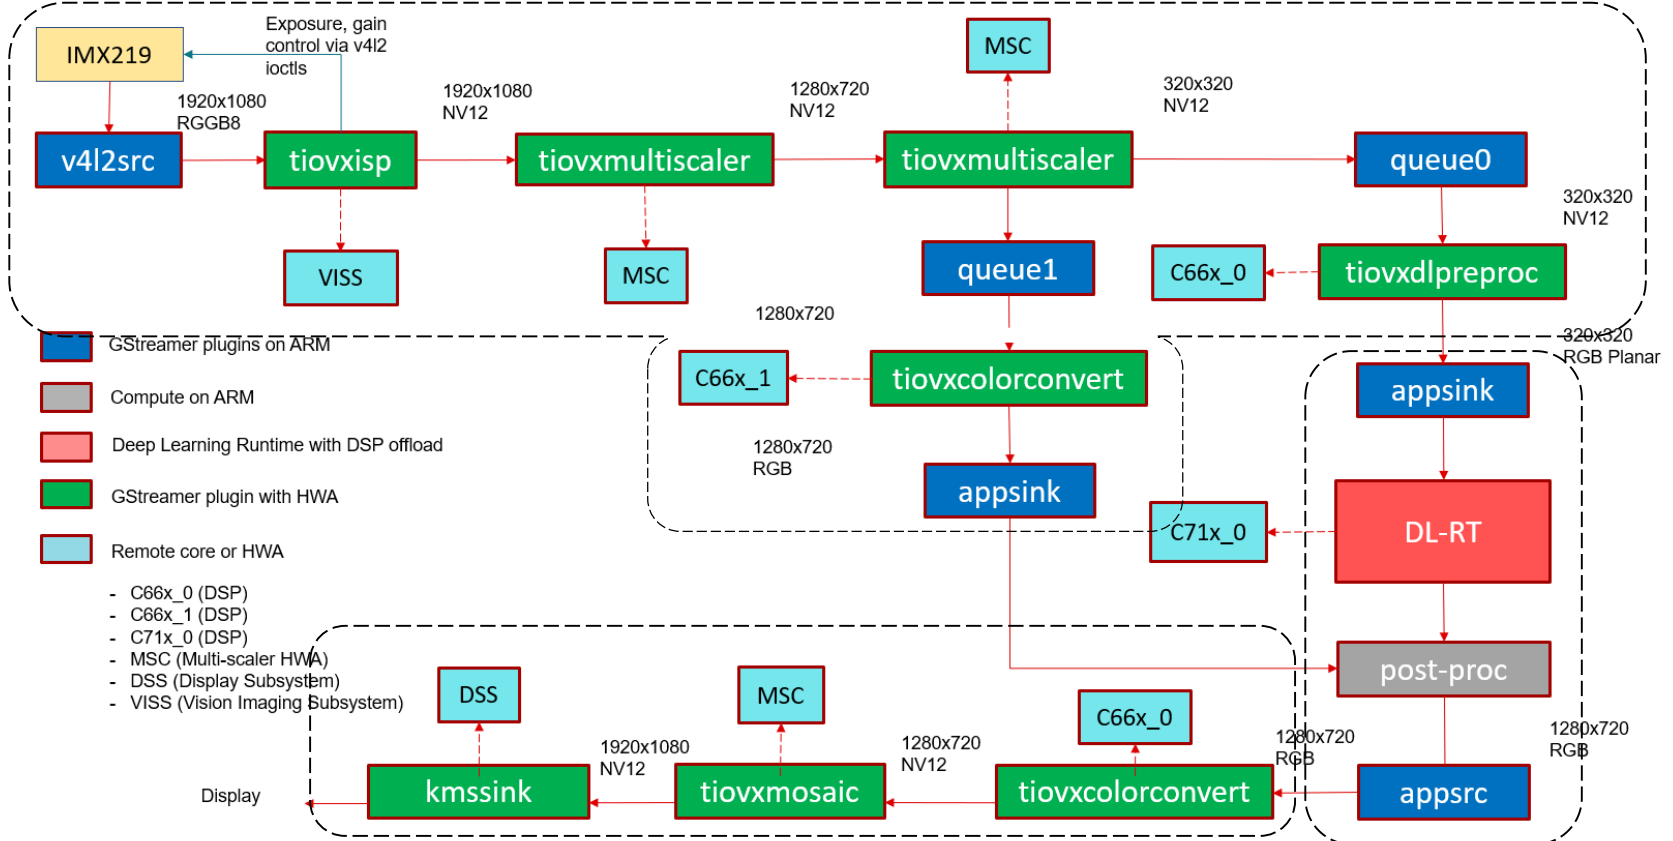 IMX219
Exposure, gain
control via v4l2
ioctls
MSC
1920x1080
RGGB8
1920x1080
NV12
1280x720
NV12
320x320
NV12
v4l2src
tiovxisp
tiovxmultiscaler
tiovxmultiscaler
queue0
320x320
NV12
VISS
MSC
queue1
C66x_0
tiovxdlpreproc
1280x720
320x320
RGB Planar
GStreamer plugins on ARM
C66x_1
tiovxcolorconvert
appsink
Compute on ARM
Deep Learning Runtime with DSP offload
1280x720
RGB
GStreamer plugin with HWA
appsink
C71x_0
DL-RT
Remote core or HWA
- C66x_0 (DSP)
- C66x_1 (DSP)
- C71x_0 (DSP)
- MSC (Multi-scaler HWA)
- DSS (Display Subsystem)
- VISS (Vision Imaging Subsystem)
post-proc
DSS
MSC
C66x_0
1920x1080
NV12
1280x720
NV12
1280x720
RGB
1280x720
RGB
Display
kmssink
tiovxmosaic
tiovxcolorconvert
appsrc